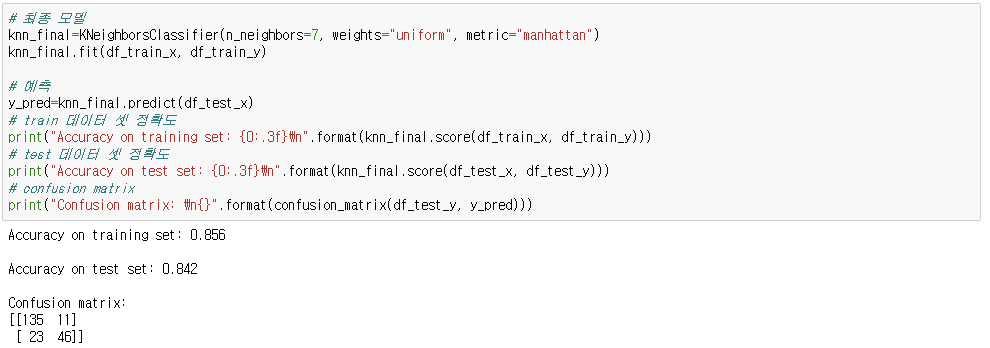 # 최종 모델
knn_final=KNeighborsClassifier(n_neighbors=7, weights="uniform", metric="manhattan")
knn_final.fit(df_train_x, df_train_y)
# 예측
y_pred=knn_final.predict(df_test_x)
# train 데이터 셋 정확도
print("Accuracy on training set: {0:.3f}₩n".format(knn_final.score(df_train_x, df_train_y)))
# test 데이터 셋 정확도
print("Accuracy on test set: {0:.3f}₩n".format(knn_final.score(df_test_x, df_test_y)))
# confusion matrix
print("Confusion matrix: ₩n{}".format(confusion_matrix(df_test_y, y_pred)))
Accuracy on training set: 0.856
Accuracy on test set: 0.842
Confusion matrix:
[[135 11]
[ 23 46]]